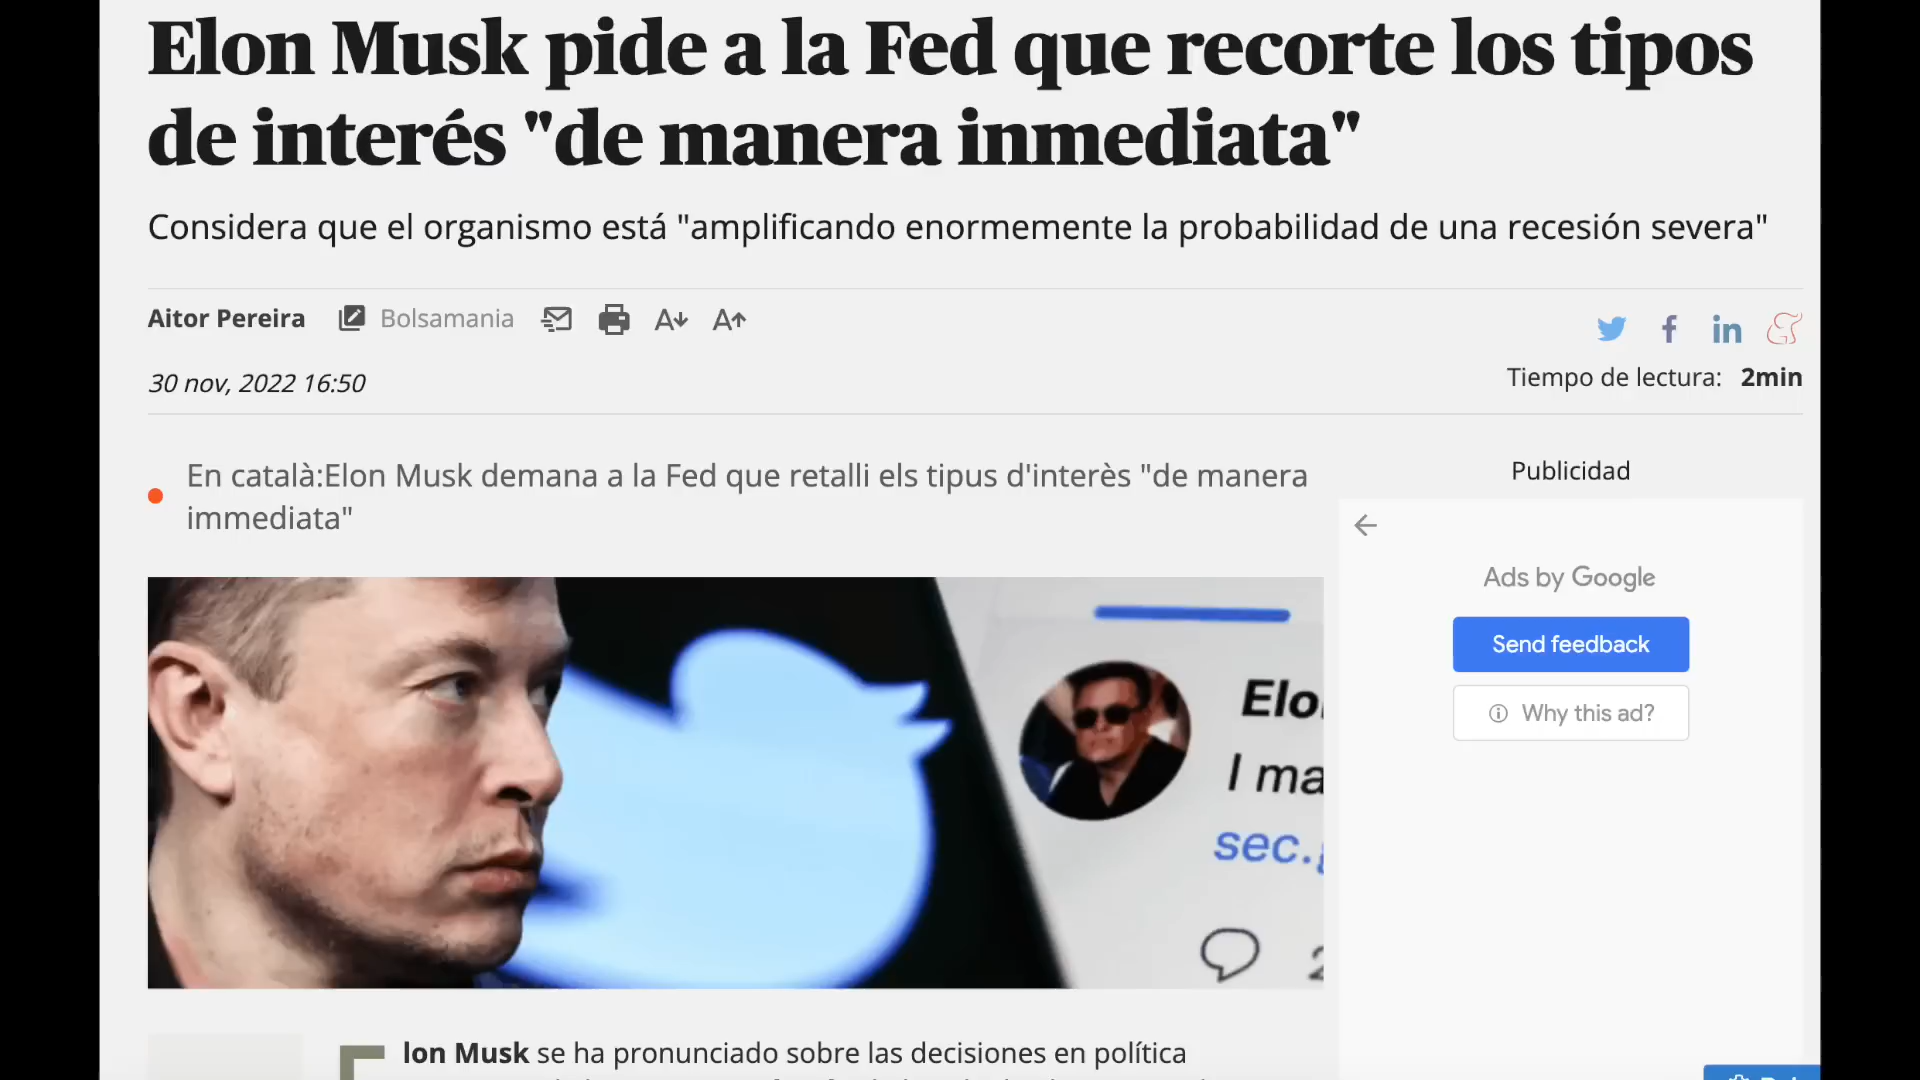 Elon Musk pide a la Fed que recorte los tipos
de interés "de manera inmediata"
Considera que el organismo está "amplificando enormemente la probabilidad de una recesión severa"
Aitor Pereira
Bolsamania
A
A
30 nov, 2022 16:50
Tiempo de lectura: 2min
En català:Elon Musk demana a la Fed que retalli els tipus d'interès "de manera
immediata"
Publicidad
Ads by Google
Send feedback
Why this ad?
Elo
I ma
sec.
lon Musk se ha pronunciado sobre las decisiones en política